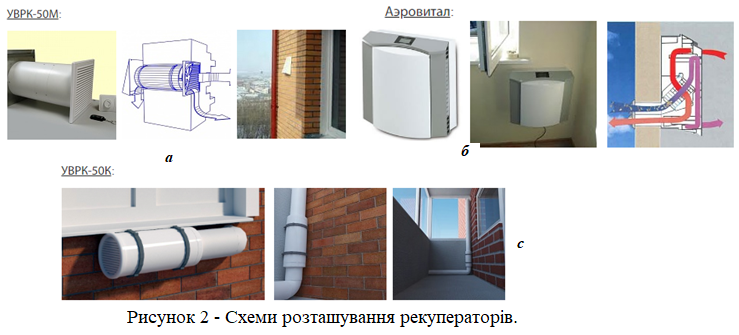 УВРК-50М:
Аэровитал:
а
б
УВРК-50К:
с
Рисунок 2 - Схеми розташування рекуператорів.